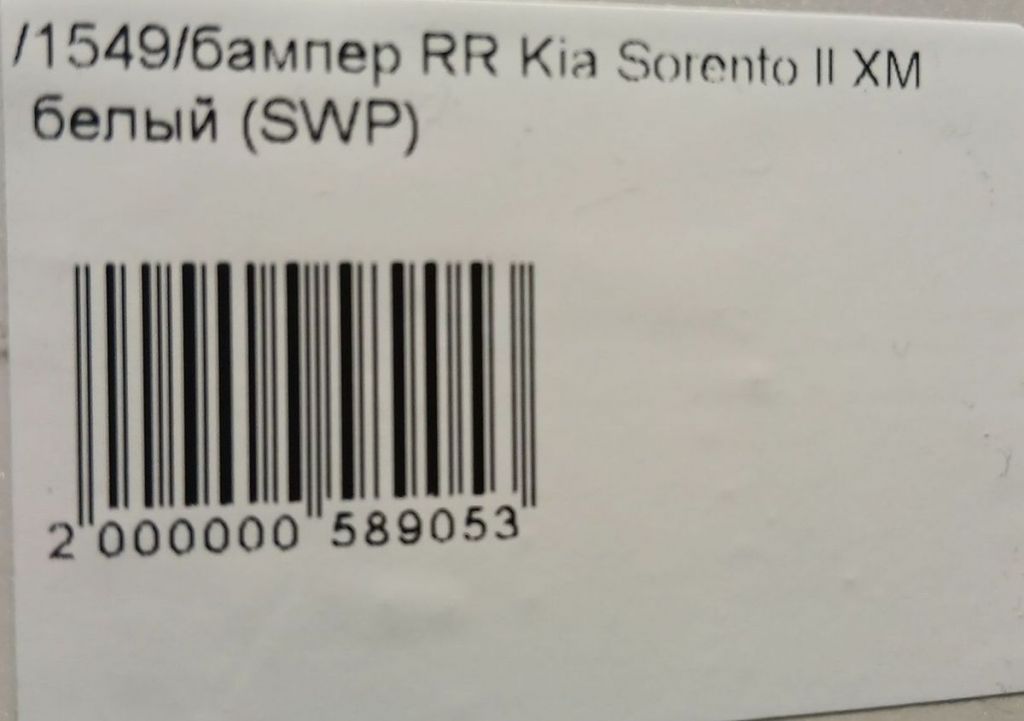 /1549/бампер RR Kia Sorento II XM
белый (SWP)
2 000000 589053